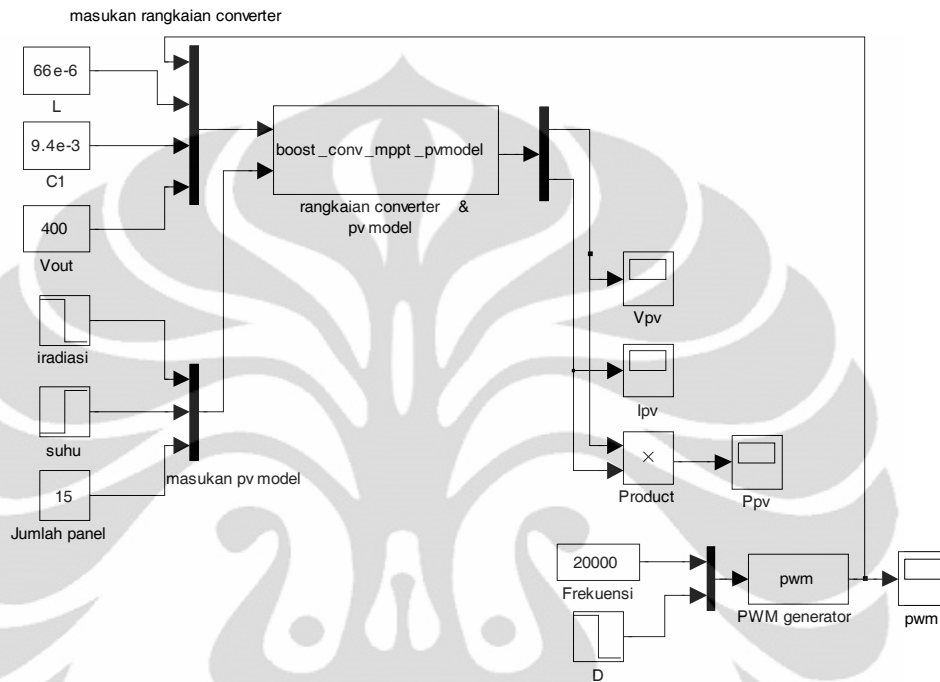 masukan rangkaian converter
66e-6
L
9.4e-3
C1
400
Vout
boost_conv_mppt_pvmodel
rangkaian converter &
pv model
iradiasi
suhu
15
Jumlah panel
masukan pv model
Vpv
Ipv
×
Product
Ppv
20000
Frekuensi
D
pwm
PWM generator
pwm